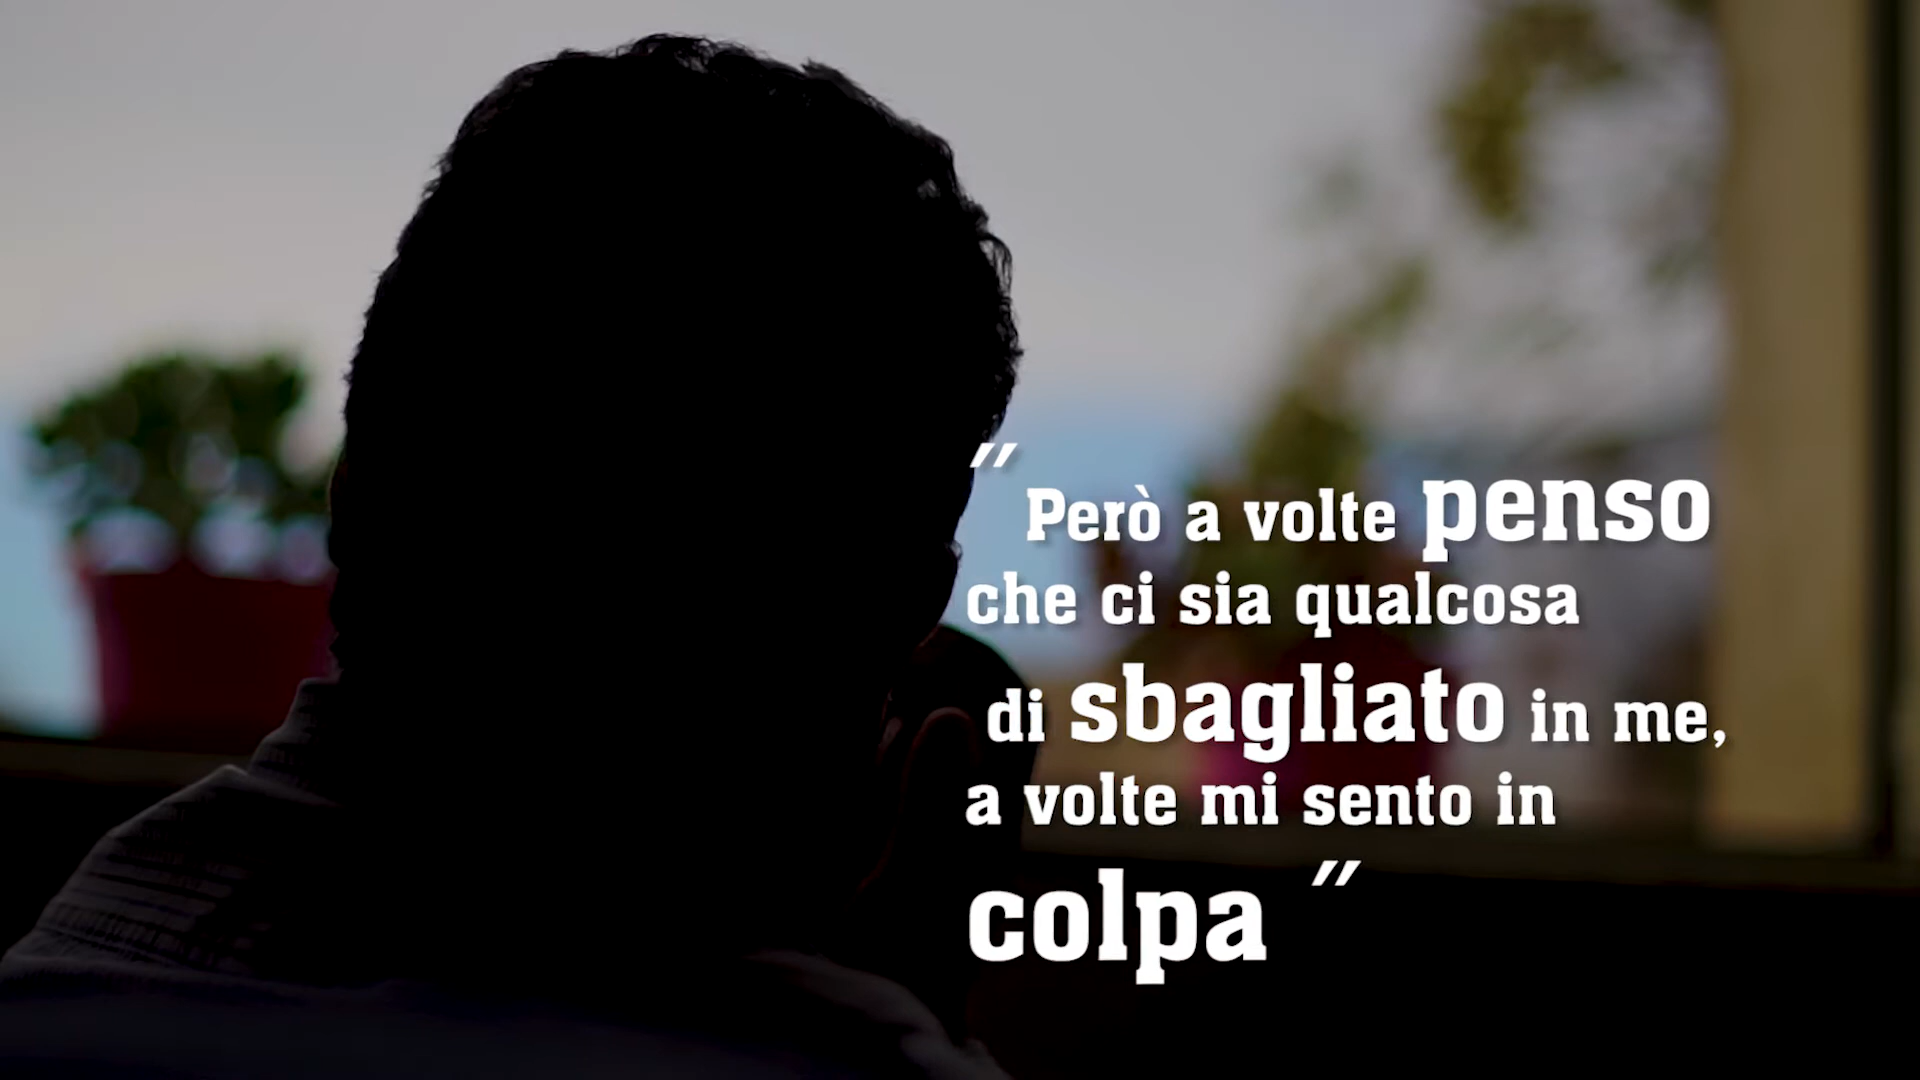 " Però a volte penso
che ci sia qualcosa
di sbagliato in me,
a volte mi sento in
colpa "